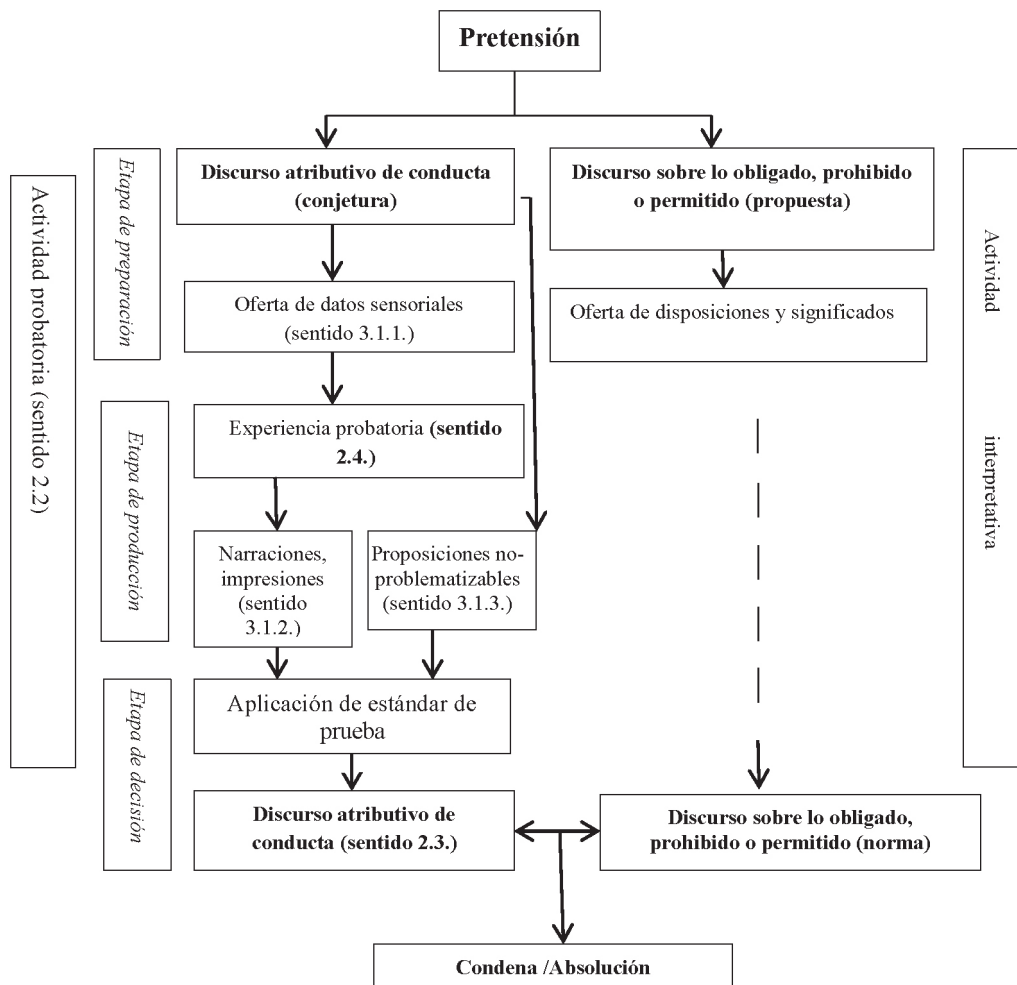 Pretensión
Actividad probatoria (sentido 2.2)
Etapa de preparación
Discurso atributivo de conducta
(conjetura)
Discurso sobre lo obligado, prohibido
o permitido (propuesta)
Actividad
interpretativa
Oferta de datos sensoriales
(sentido 3.1.1.)
Oferta de disposiciones y significados
Etapa de producción
Experiencia probatoria (sentido
2.4.)
Narraciones,
impresiones
(sentido
3.1.2.)
Proposiciones no-
problematizables
(sentido 3.1.3.)
Etapa de decisión
Aplicación de estándar de
prueba
Discurso atributivo de
conducta (sentido 2.3.)
Discurso sobre lo obligado,
prohibido o permitido (norma)
Condena /Absolución